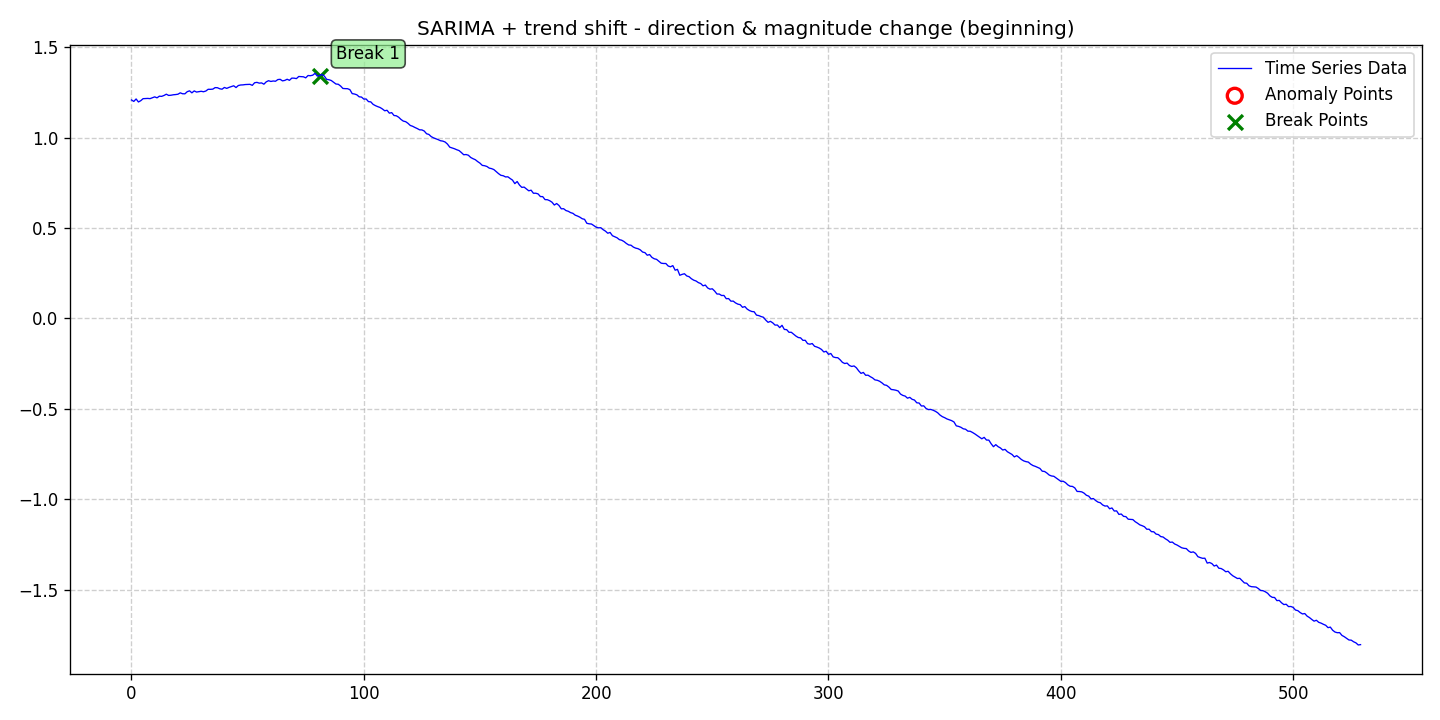 SARIMA + trend shift - direction & magnitude change (beginning)
Break 1
Time Series Data
Anomaly Points
Break Points
1.5
1.0
0.5
0.0
−0.5
−1.0
−1.5
0 100 200 300 400 500